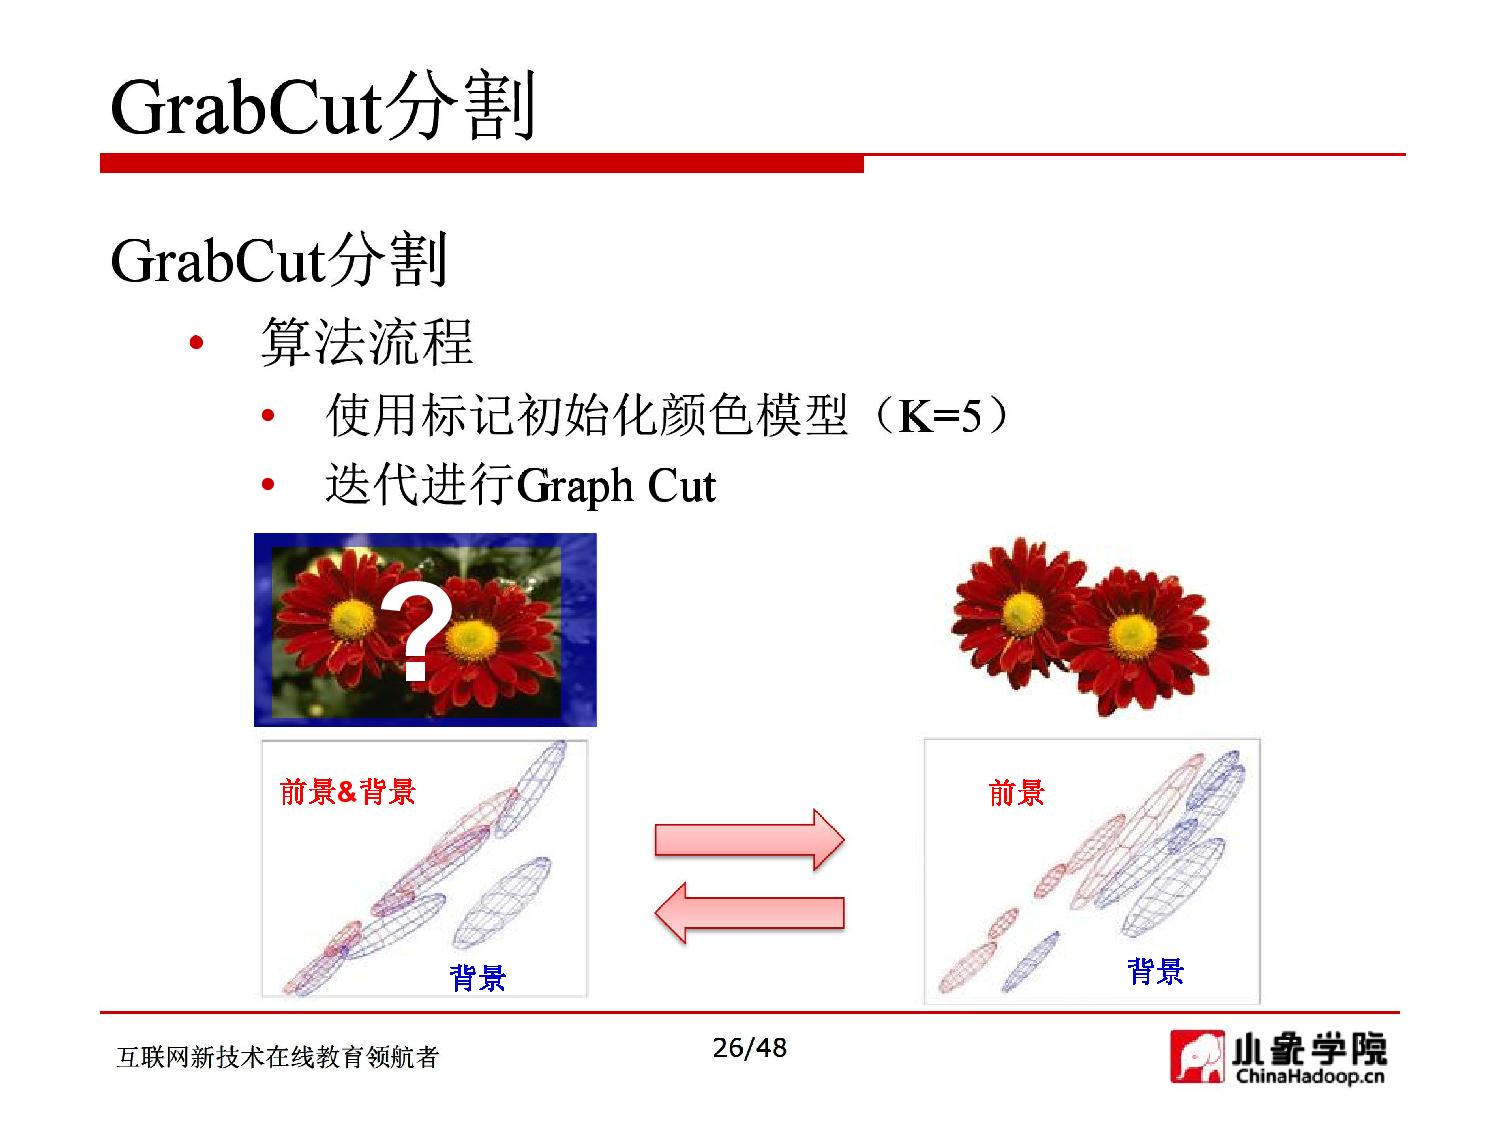 GrabCut分割
GrabCut分割
• 算法流程
• 使用标记初始化颜色模型（K=5）
• 迭代进行Graph Cut
?
前景&背景
背景
前景
背景
互联网新技术在线教育领航者
26/48
小象学院
ChinaHadoop.cn